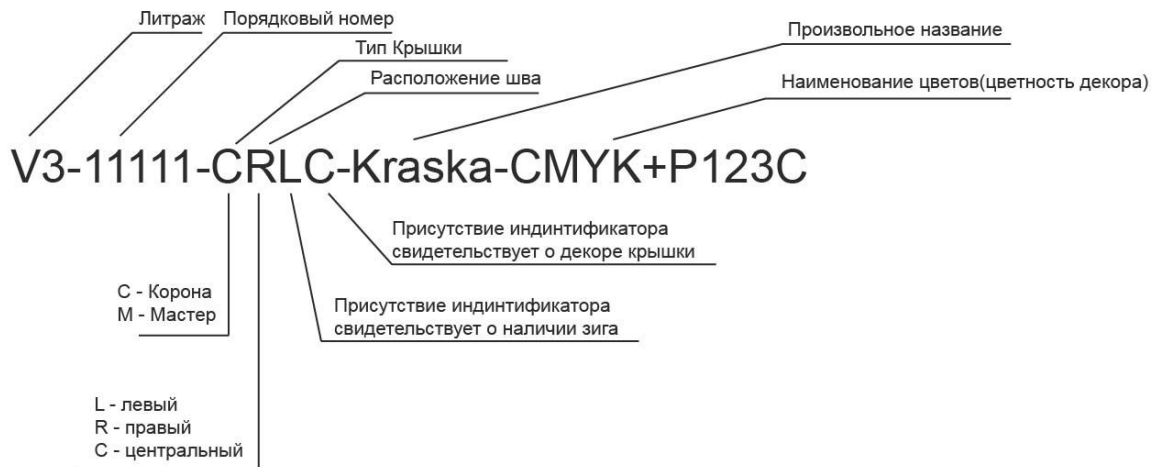 Литраж
Порядковый номер
Произвольное название
Тип Крышки
Расположение шва
Наименование цветов(цветность декора)
V3-11111-CRLC-Kraska-CMYK+P123C
Присутствие индинтификатора
свидетельствует о декоре крышки
С - Корона
М - Мастер
Присутствие индинтификатора
свидетельствует о наличии зига
L - левый
R - правый
C - центральный